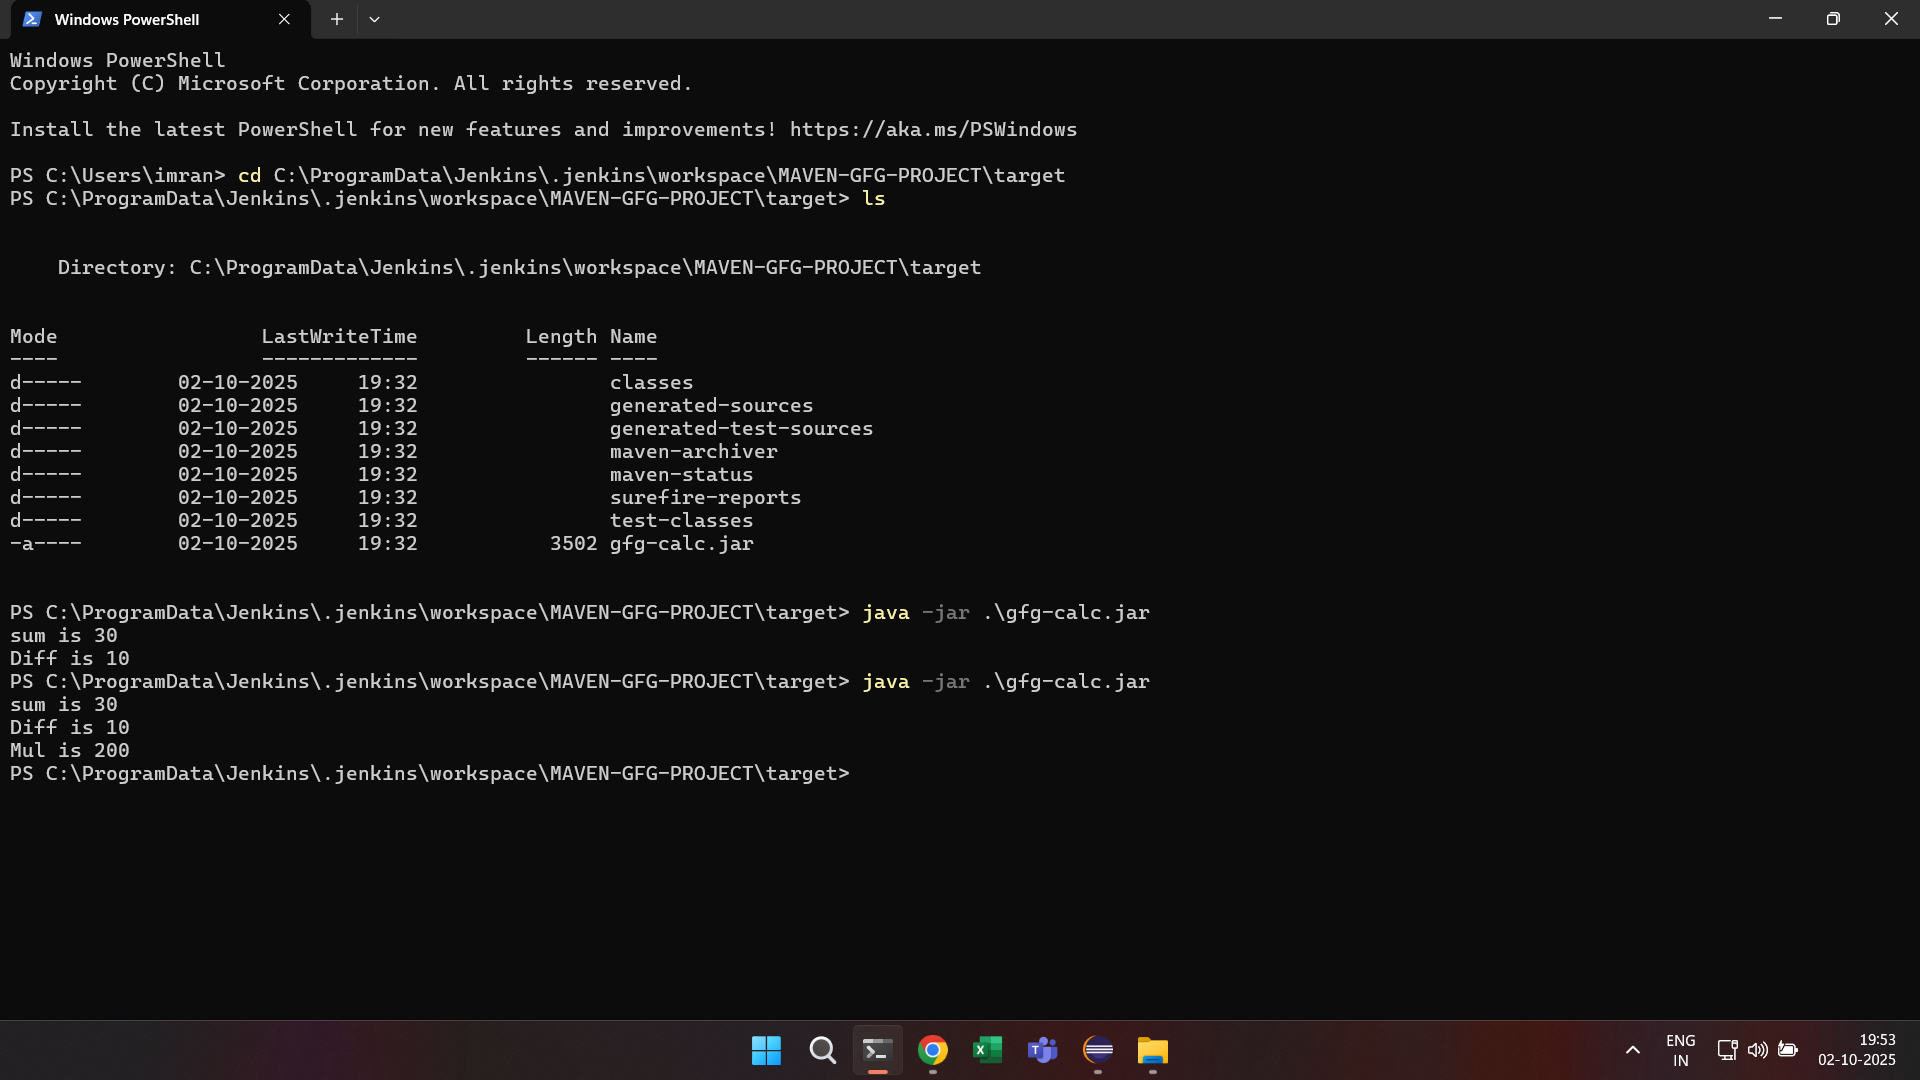 Windows PowerShell
Windows PowerShell
Copyright (C) Microsoft Corporation. All rights reserved.
Install the latest PowerShell for new features and improvements! https://aka.ms/PSWindows
PS C:\Users\imran> cd C:\ProgramData\Jenkins\.jenkins\workspace\MAVEN-GFG-PROJECT\target
PS C:\ProgramData\Jenkins\.jenkins\workspace\MAVEN-GFG-PROJECT\target> ls
Directory: C:\ProgramData\Jenkins\.jenkins\workspace\MAVEN-GFG-PROJECT\target
Mode                 LastWriteTime         Length Name
----                 -------------         ------ ----
d-----        02-10-2025     19:32                classes
d-----        02-10-2025     19:32                generated-sources
d-----        02-10-2025     19:32                generated-test-sources
d-----        02-10-2025     19:32                maven-archiver
d-----        02-10-2025     19:32                maven-status
d-----        02-10-2025     19:32                surefire-reports
d-----        02-10-2025     19:32                test-classes
-a----        02-10-2025     19:32           3502 gfg-calc.jar
PS C:\ProgramData\Jenkins\.jenkins\workspace\MAVEN-GFG-PROJECT\target> java -jar .\gfg-calc.jar
sum is 30
Diff is 10
PS C:\ProgramData\Jenkins\.jenkins\workspace\MAVEN-GFG-PROJECT\target> java -jar .\gfg-calc.jar
sum is 30
Diff is 10
Mul is 200
PS C:\ProgramData\Jenkins\.jenkins\workspace\MAVEN-GFG-PROJECT\target>
ENG
IN
19:53
02-10-2025